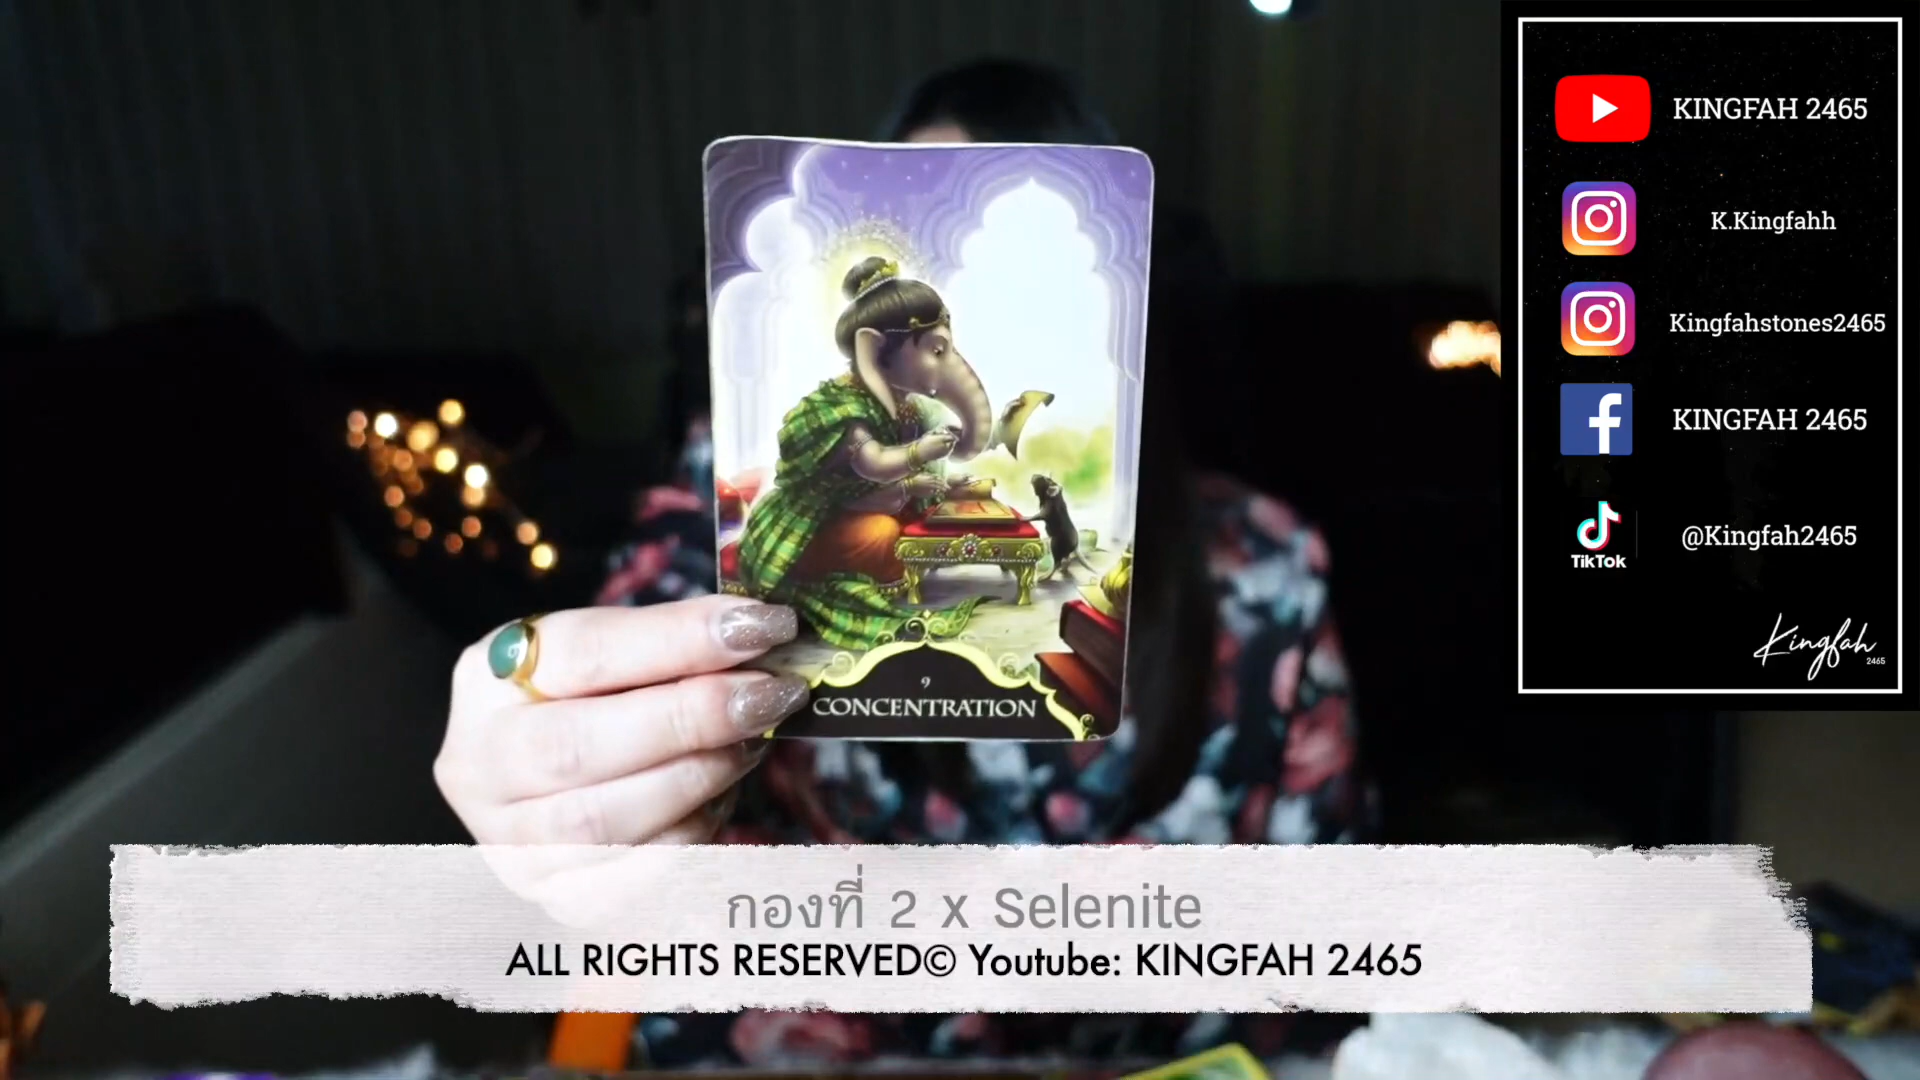 KINGFAH 2465
K.Kingfahh
Kingfahstones2465
KINGFAH 2465
TikTok
@Kingfah2465
Kingfah
2465
9
CONCENTRATION
กองที่ 2 x Selenite
ALL RIGHTS RESERVED© Youtube: KINGFAH 2465